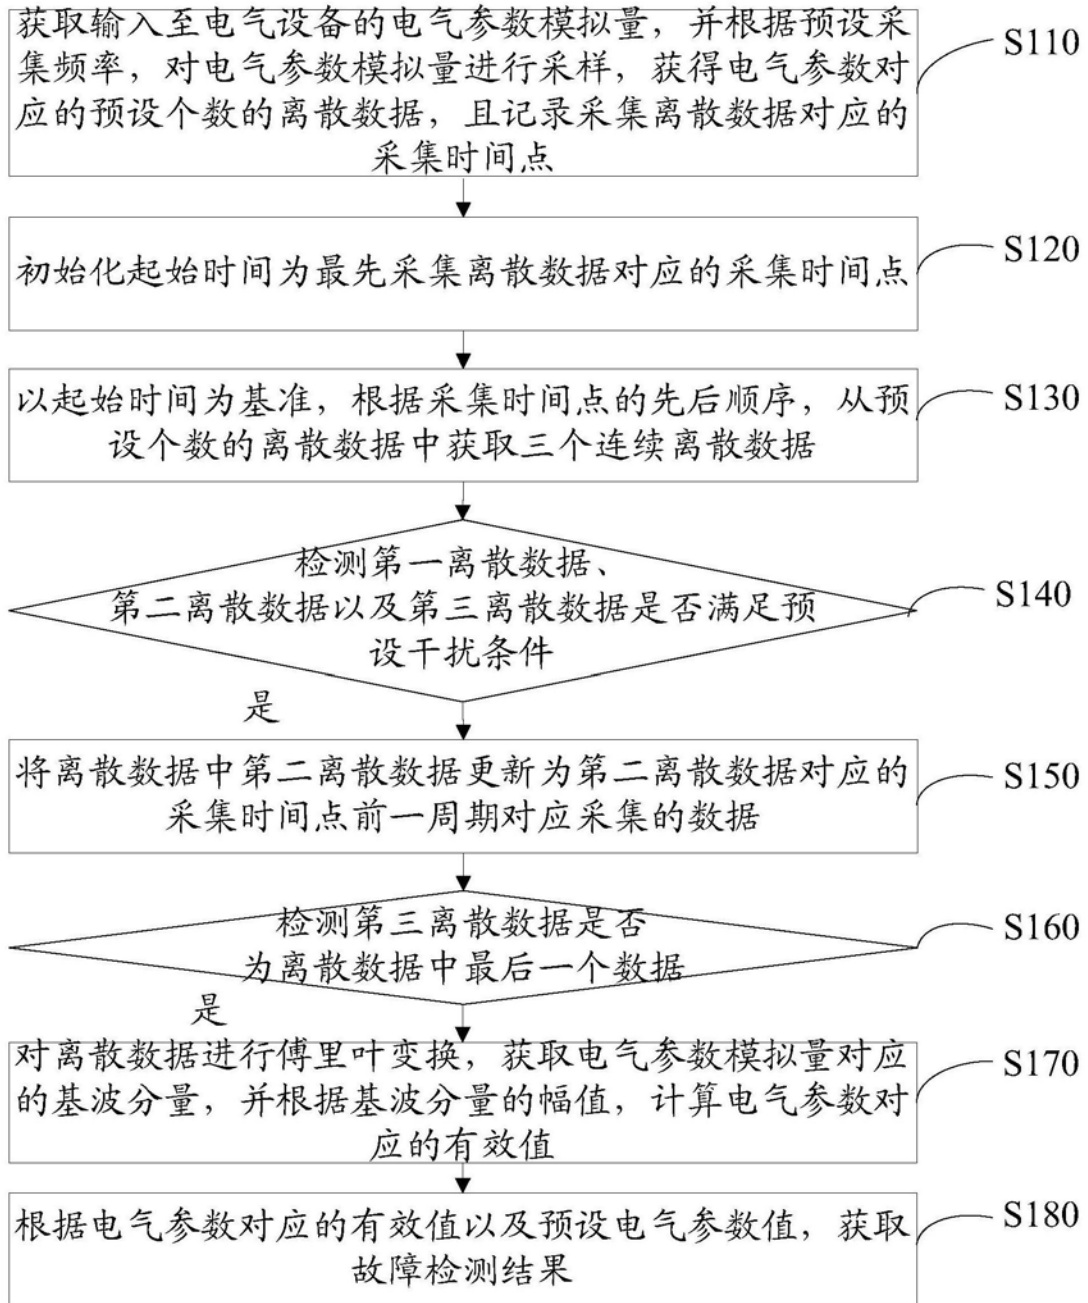 获取输入至电气设备的电气参数模拟量，并根据预设采
集频率，对电气参数模拟量进行采样，获得电气参数对
应的预设个数的离散数据，且记录采集离散数据对应的
采集时间点
S110
初始化起始时间为最先采集离散数据对应的采集时间点
S120
以起始时间为基准，根据采集时间点的先后顺序，从预
设个数的离散数据中获取三个连续离散数据
S130
检测第一离散数据、
第二离散数据以及第三离散数据是否满足预
设干扰条件
S140
是
将离散数据中第二离散数据更新为第二离散数据对应的
采集时间点前一周期对应采集的数据
S150
检测第三离散数据是否
为离散数据中最后一个数据
S160
是
对离散数据进行傅里叶变换，获取电气参数模拟量对应
的基波分量，并根据基波分量的幅值，计算电气参数对
应的有效值
S170
根据电气参数对应的有效值以及预设电气参数值，获取
故障检测结果
S180